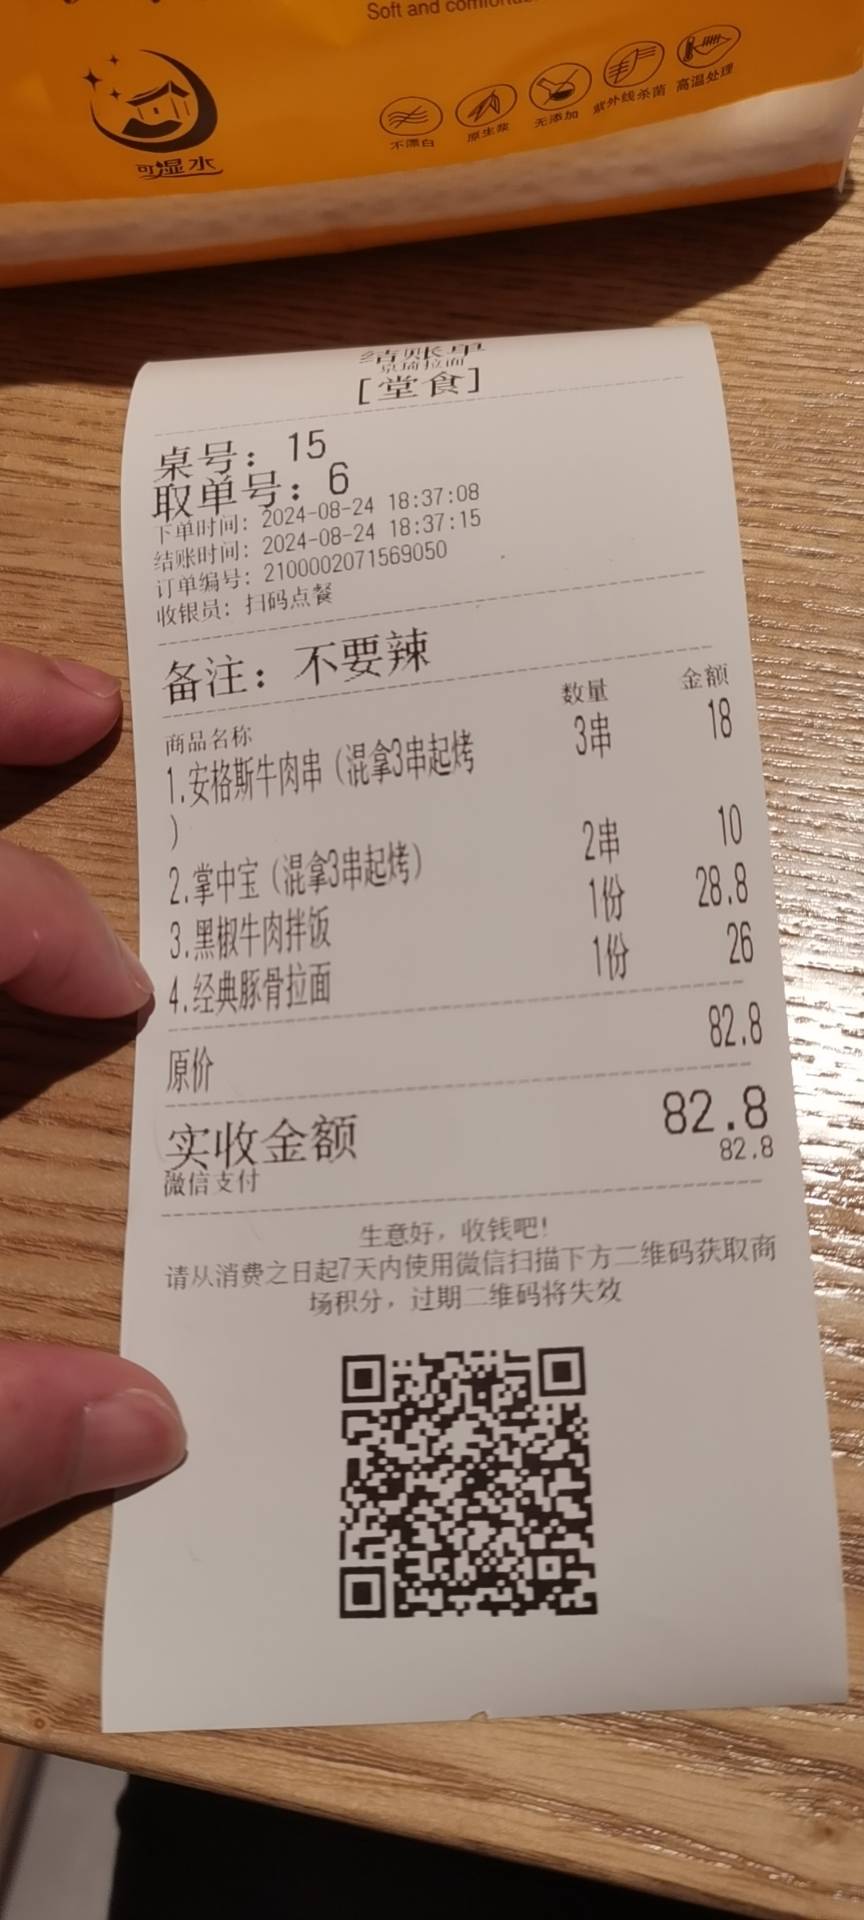 Soft and comforta
可湿水
不漂白 原生浆 无添加 紫外线杀菌 高温处理
结账单
京琦拉面
[堂食]
桌号: 15
取单号: 6
下单时间: 2024-08-24 18:37:08
结账时间: 2024-08-24 18:37:15
订单编号: 2100002071569050
收银员: 扫码点餐
备注: 不要辣
商品名称 数量 金额
1.安格斯牛肉串（混拿3串起烤 3串 18
）
2.掌中宝（混拿3串起烤） 2串 10
3.黑椒牛肉拌饭 1份 28.8
4.经典豚骨拉面 1份 26
原价 82.8
实收金额 82.8
微信支付 82.8
生意好，收钱吧!
请从消费之日起7天内使用微信扫描下方二维码获取商
场积分，过期二维码将失效